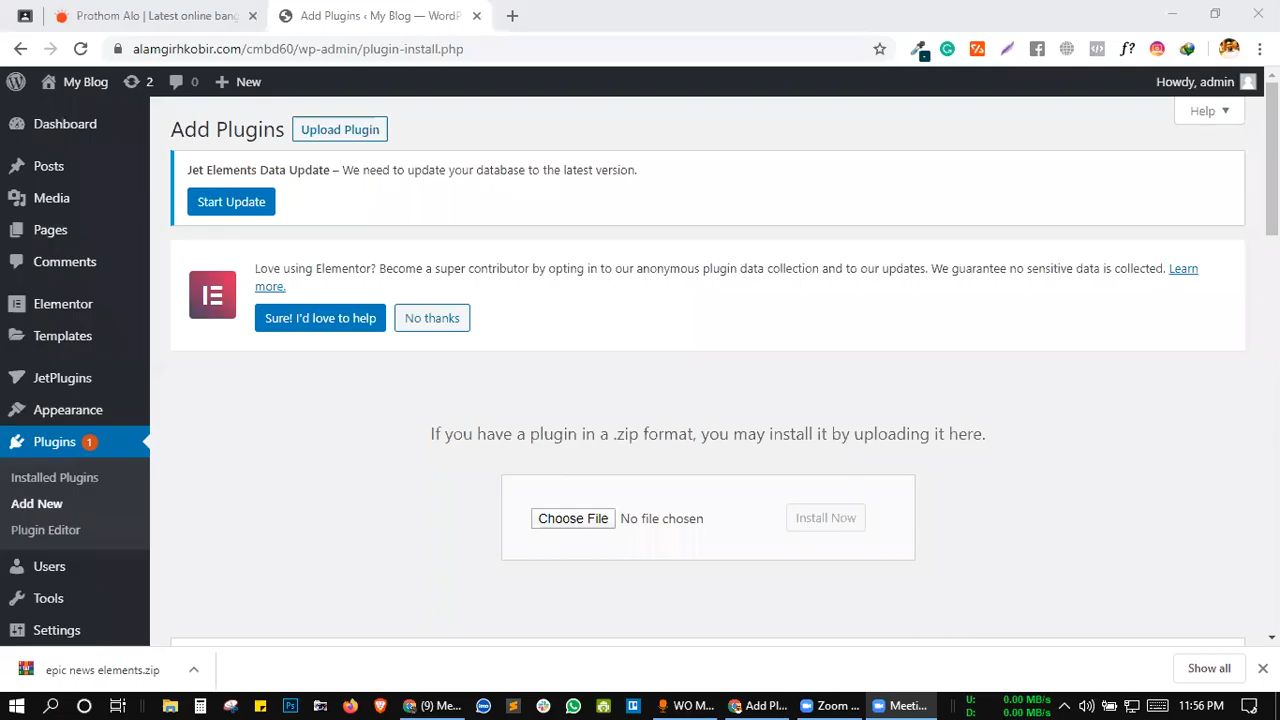 Prothom Alo | Latest online bang
Add Plugins ‹ My Blog — WordP
alamgirhkobir.com/cmbd60/wp-admin/plugin-install.php
f?
My Blog
2
0
New
Howdy, admin
Dashboard
Posts
Media
Pages
Comments
Elementor
Templates
JetPlugins
Appearance
Plugins 1
Installed Plugins
Add New
Plugin Editor
Users
Tools
Settings
Help
Add Plugins
Upload Plugin
Jet Elements Data Update – We need to update your database to the latest version.
Start Update
Love using Elementor? Become a super contributor by opting in to our anonymous plugin data collection and to our updates. We guarantee no sensitive data is collected. Learn
more.
Sure! I'd love to help
No thanks
If you have a plugin in a .zip format, you may install it by uploading it here.
Choose File No file chosen
Install Now
epic news elements.zip
Show all
Ps
(9) Me...
WO M...
Add Pl...
Zoom ...
Meeti...
U: 0.00 MB/s
D: 0.00 MB/s
11:56 PM